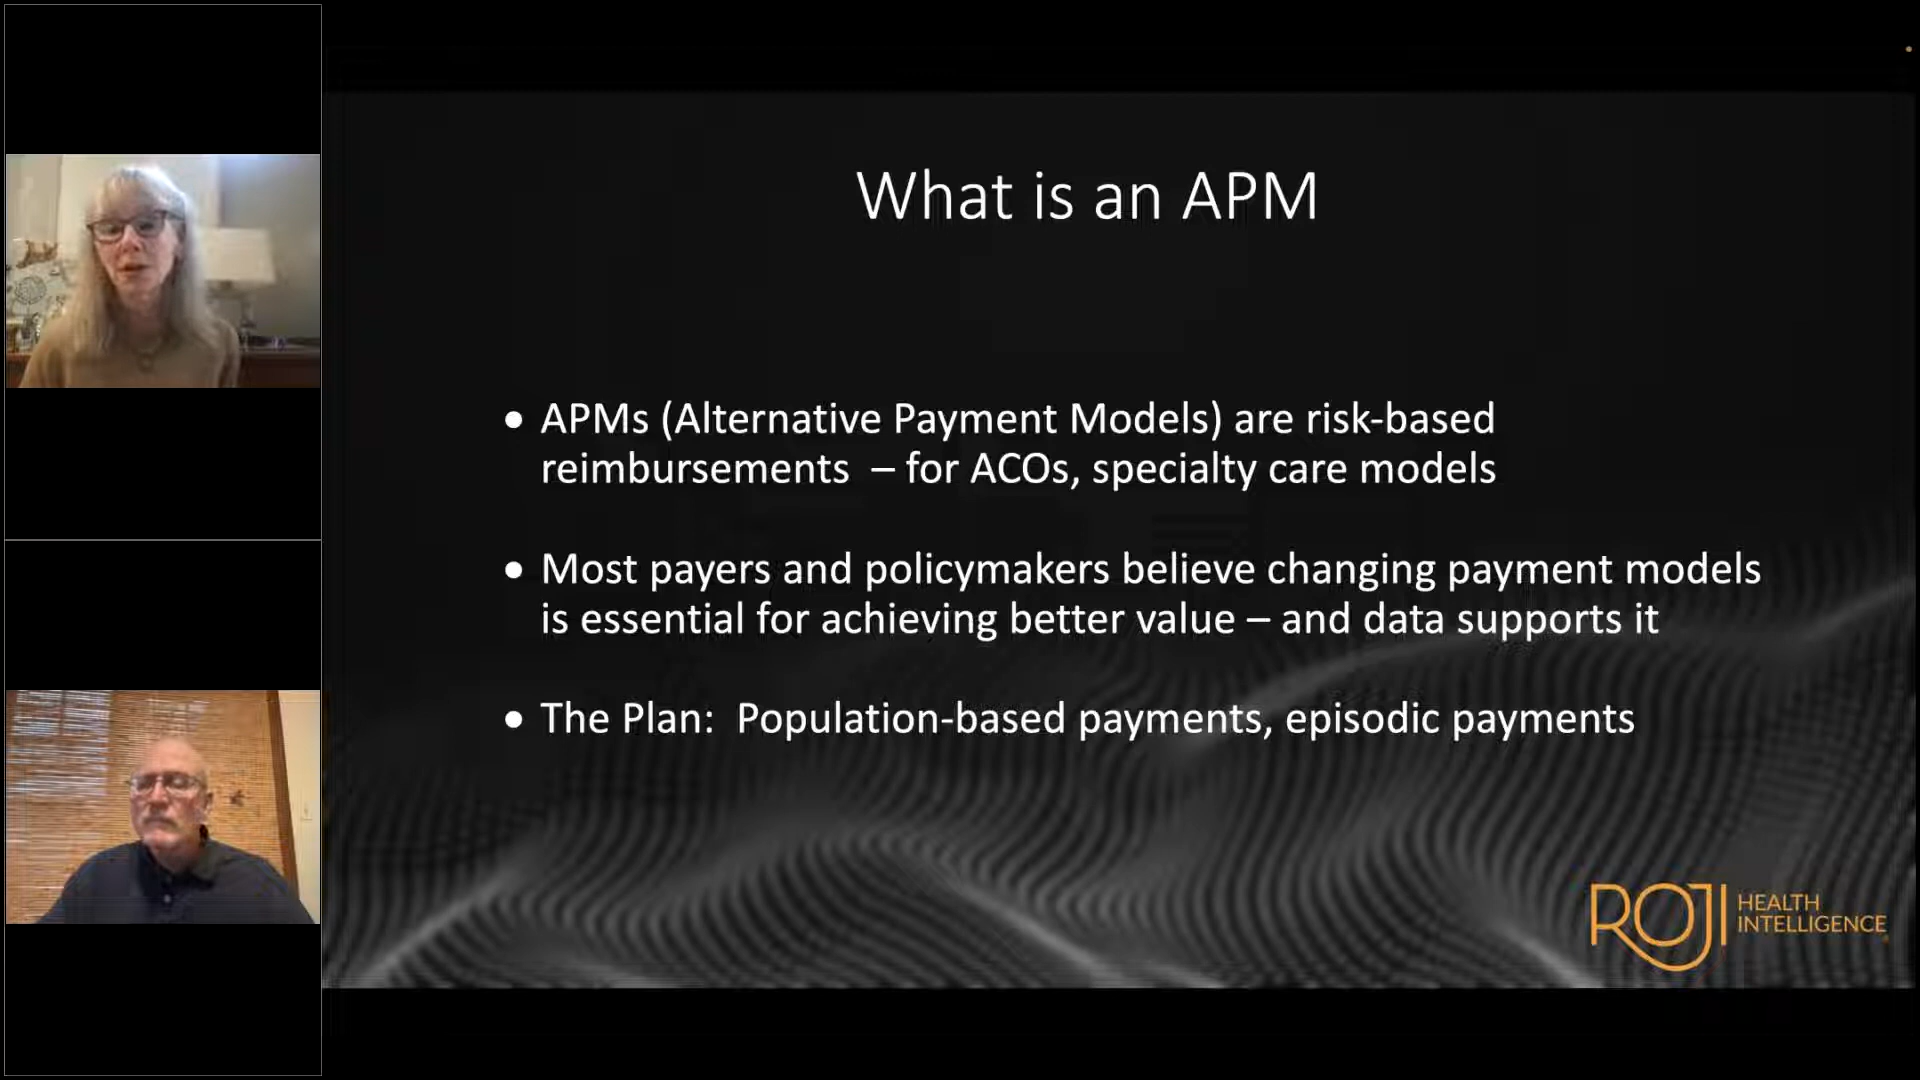 What is an APM
• APMs (Alternative Payment Models) are risk-based
reimbursements – for ACOs, specialty care models
• Most payers and policymakers believe changing payment models
is essential for achieving better value – and data supports it
• The Plan: Population-based payments, episodic payments
ROJI HEALTH
INTELLIGENCE